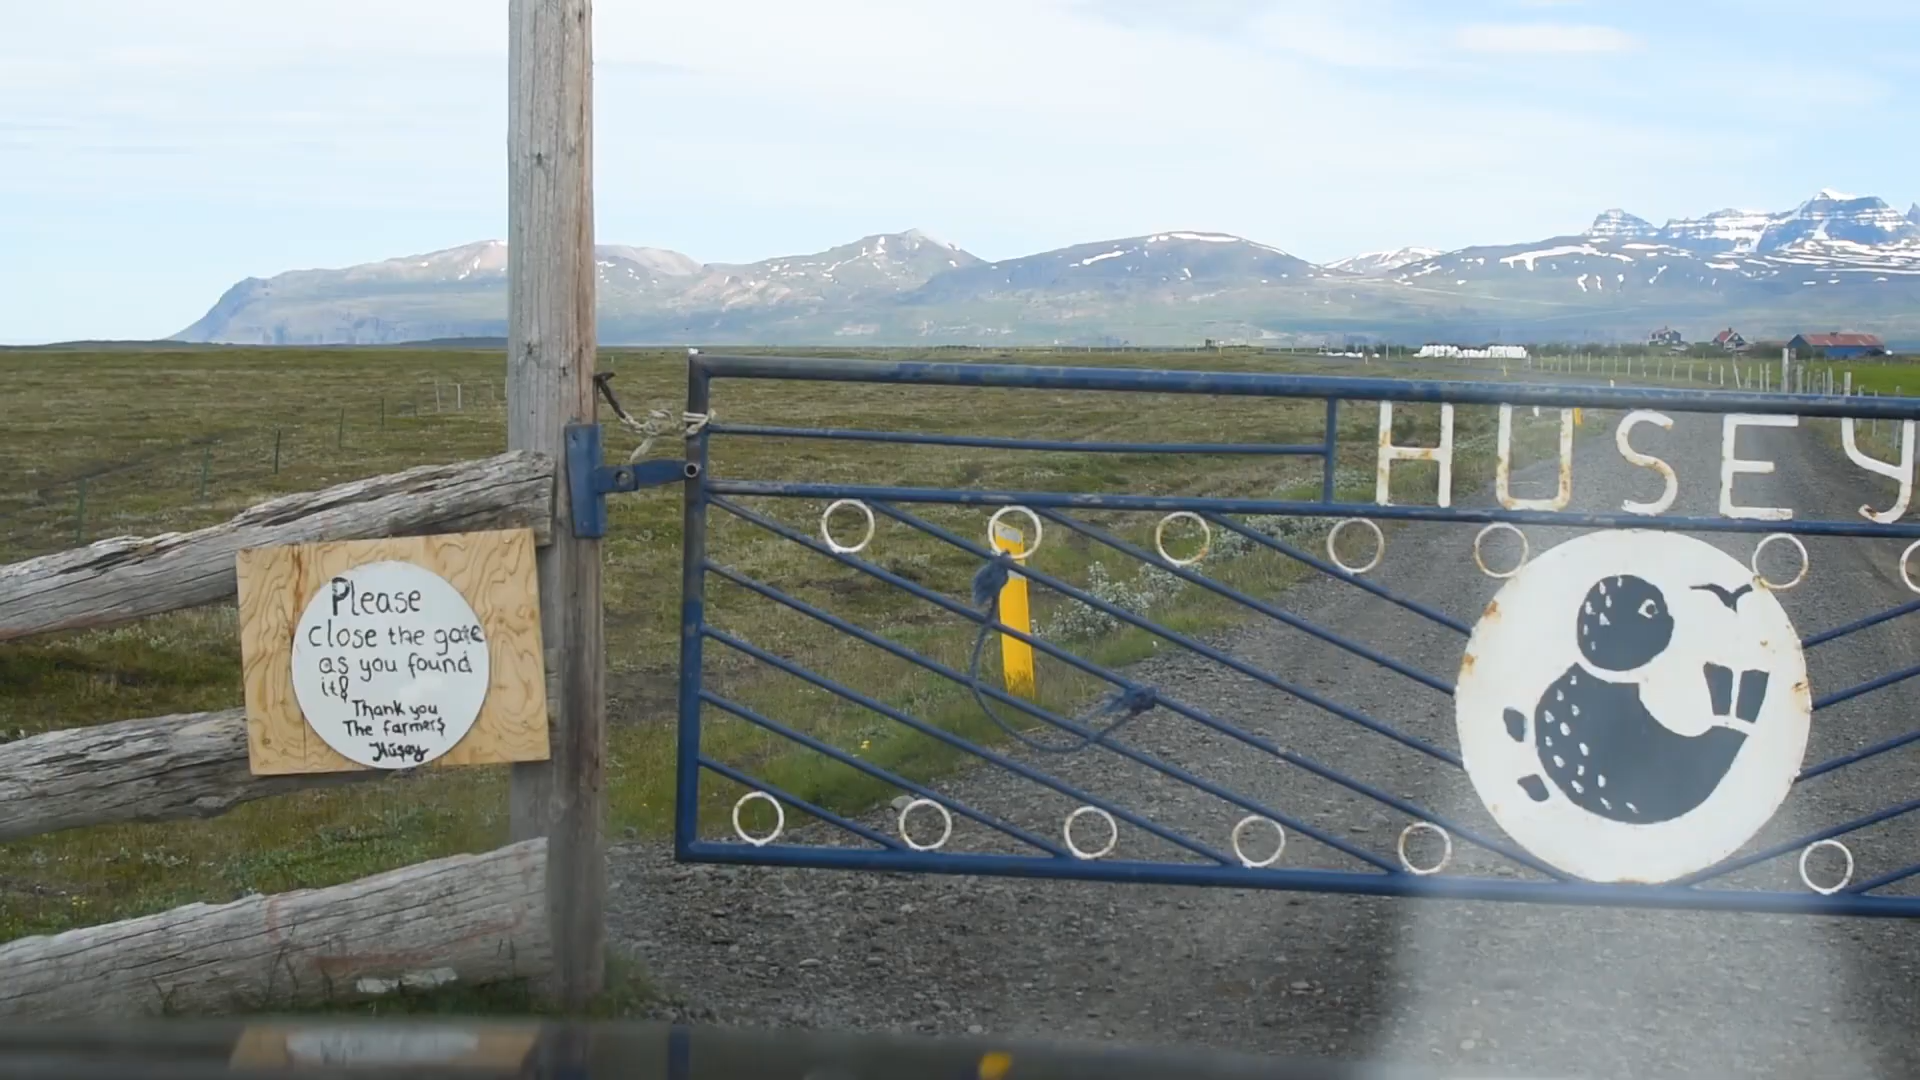 Please
close the gate
as you found
it!
Thank you
The farmers
Húsey
HÚSEY